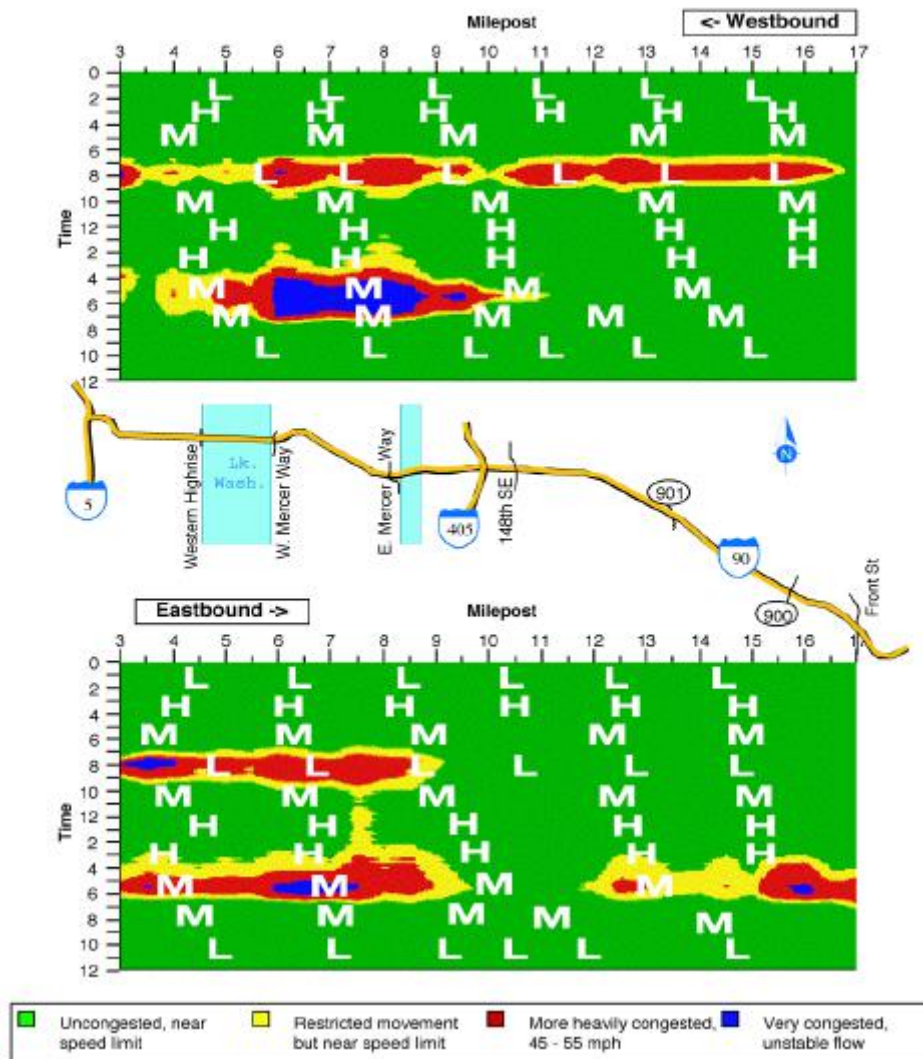 Milepost
<- Westbound
3 4 5 6 7 8 9 10 11 12 13 14 15 16 17
Time
0
2
4
6
8
10
12
2
4
6
8
10
12
L L L L L L
H H H H H H
M M M M M
L L L L L L
M M M M M
H H H H H
H H H H H
M M M M
M M M M M
L L L L L L
5
Western Highrise
Lk.
Wash.
W. Mercer Way
E. Mercer Way
405
148th SE
901
90
900
Front St
N
Eastbound ->
Milepost
3 4 5 6 7 8 9 10 11 12 13 14 15 16 17
Time
0
2
4
6
8
10
12
2
4
6
8
10
12
L L L L L L
H H H H H H
M M M M M
L L L L L L
M M M M M
H H H H H
H H H H H
M M M M
M M M M M
L L L L L L
Uncongested, near
speed limit
Restricted movement
but near speed limit
More heavily congested,
45 - 55 mph
Very congested,
unstable flow